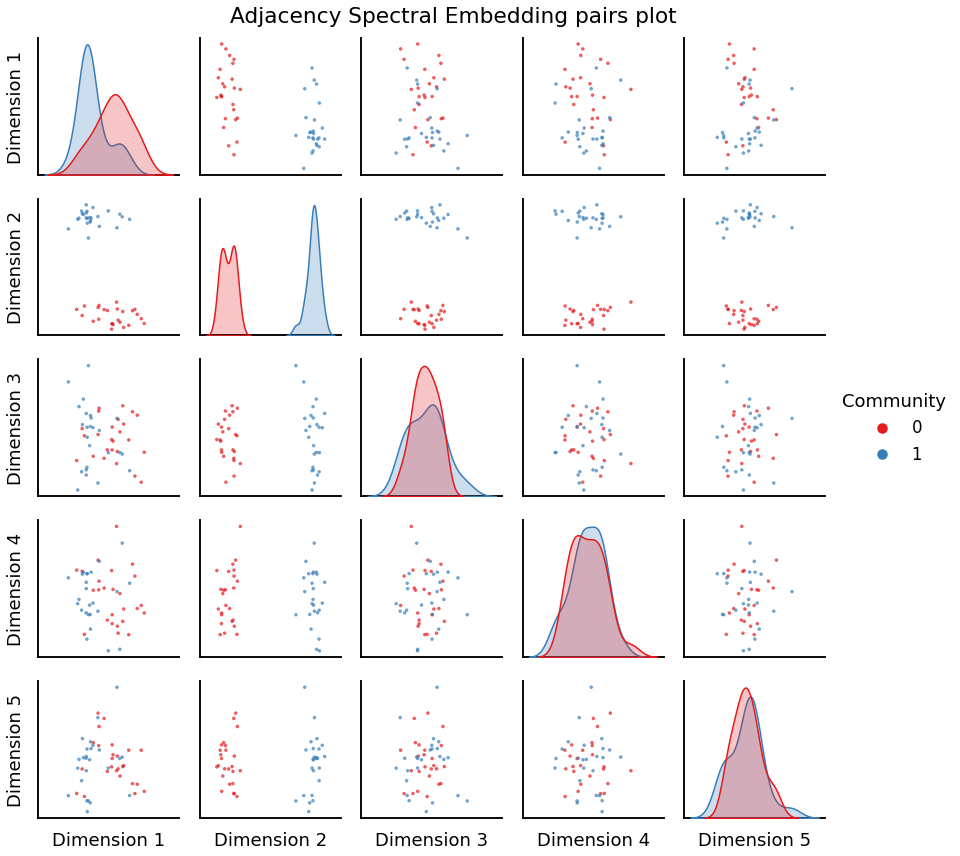 Adjacency Spectral Embedding pairs plot
Dimension 1
Dimension 2
Dimension 3
Dimension 4
Dimension 5
Community
0
1
Dimension 1
Dimension 2
Dimension 3
Dimension 4
Dimension 5